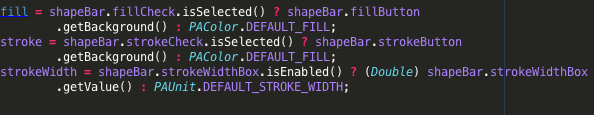 fill = shapeBar.fillCheck.isSelected() ? shapeBar.fillButton
.getBackground() : PAColor.DEFAULT_FILL;
stroke = shapeBar.strokeCheck.isSelected() ? shapeBar.strokeButton
.getBackground() : PAColor.DEFAULT_FILL;
strokeWidth = shapeBar.strokeWidthBox.isEnabled() ? (Double) shapeBar.strokeWidthBox
.getValue() : PAUnit.DEFAULT_STROKE_WIDTH;